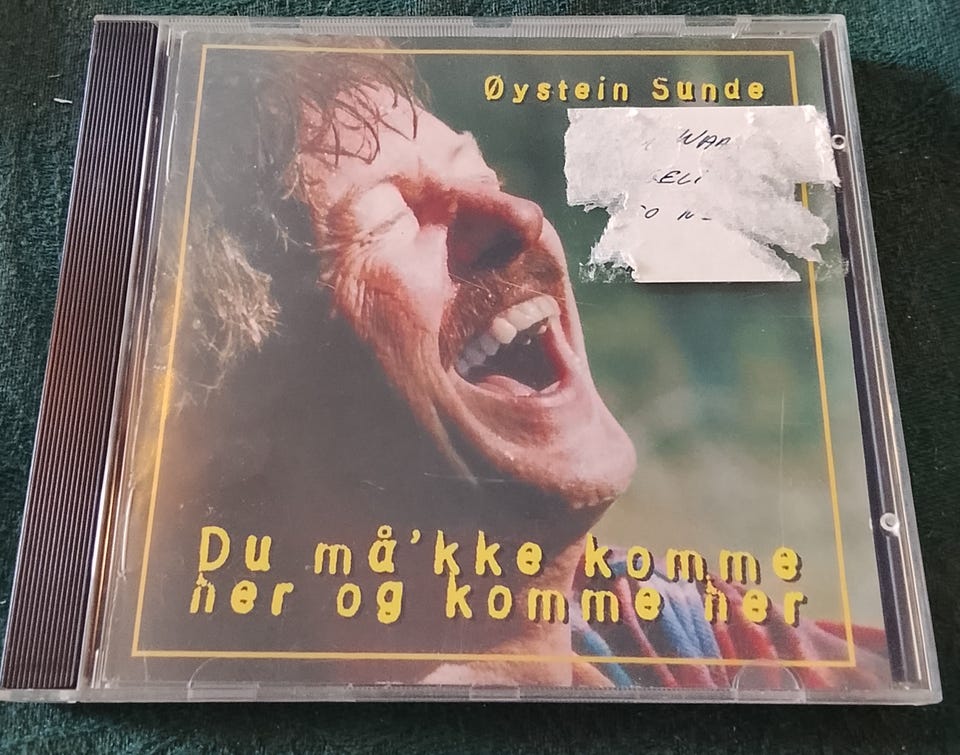 Øystein Sunde
Du må'kke komme
her og komme her